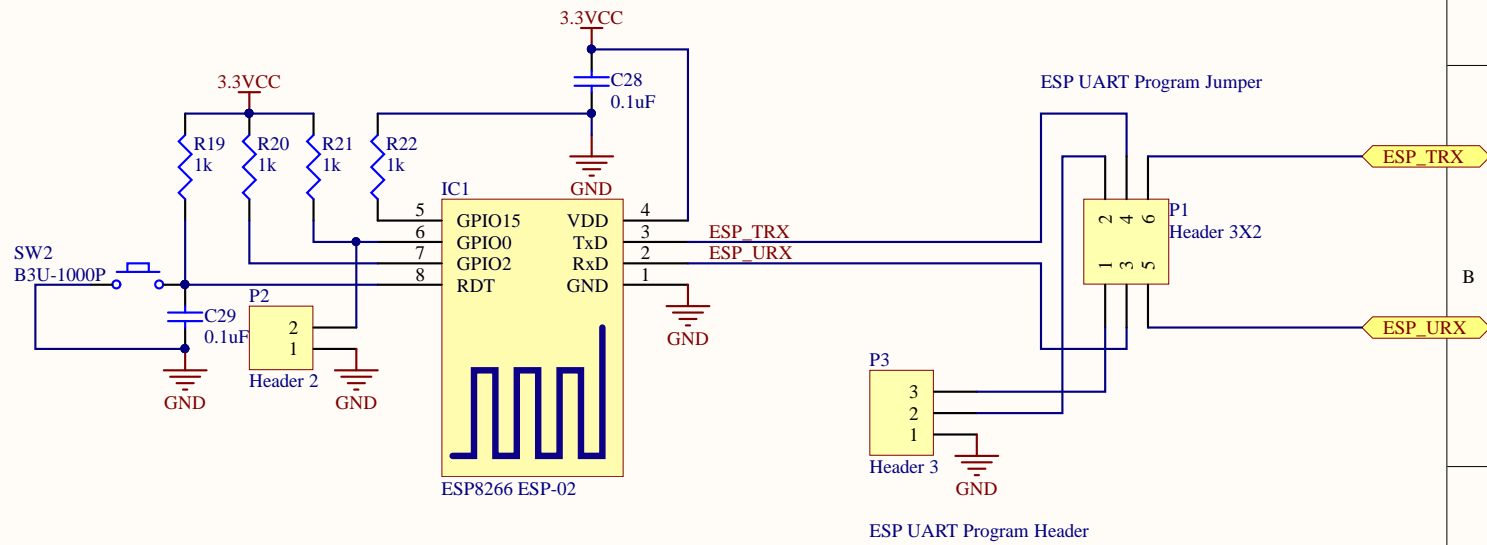 3.3VCC
3.3VCC
C28
0.1uF
ESP UART Program Jumper
R19
1k
R20
1k
R21
1k
R22
1k
GND
ESP_TRX
IC1
5
GPIO15
VDD
4
6
GPIO0
TxD
3
ESP_TRX
7
GPIO2
RxD
2
ESP_URX
8
RDT
GND
1
2
4
6
1
3
5
P1
Header 3X2
SW2
B3U-1000P
P2
2
1
Header 2
C29
0.1uF
GND
GND
GND
ESP_URX
B
P3
3
2
1
Header 3
GND
ESP8266 ESP-02
ESP UART Program Header